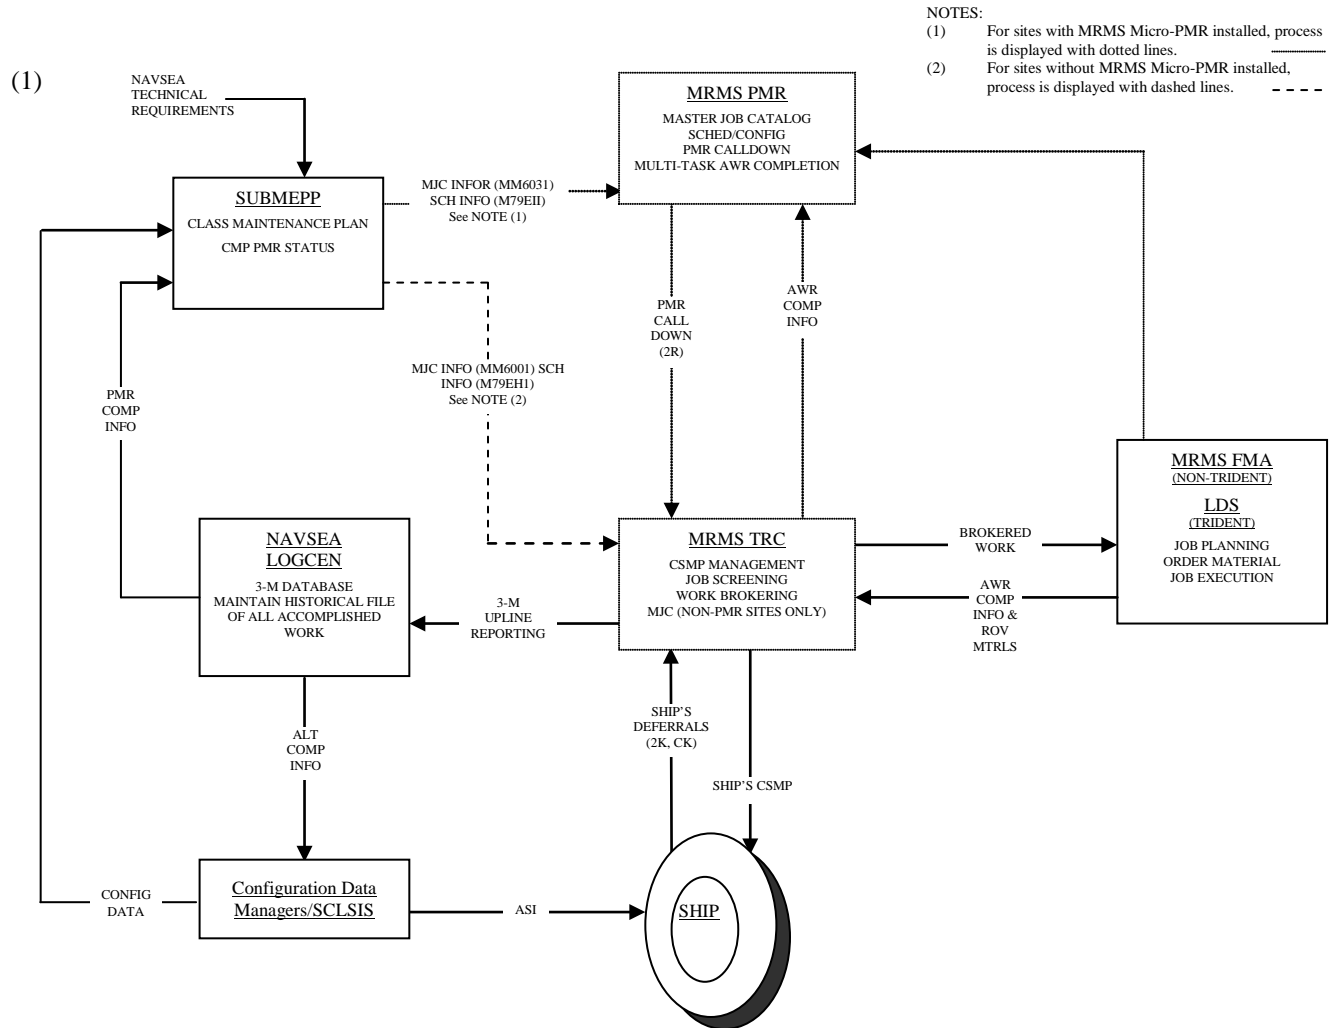 NOTES:
(1) For sites with MRMS Micro-PMR installed, process
is displayed with dotted lines.
(2) For sites without MRMS Micro-PMR installed,
process is displayed with dashed lines.
(1)
NAVSEA
TECHNICAL
REQUIREMENTS
MRMS PMR
MASTER JOB CATALOG
SCHED/CONFIG
PMR CALLDOWN
MULTI-TASK AWR COMPLETION
SUBMEPP
CLASS MAINTENANCE PLAN
CMP PMR STATUS
MJC INFOR (MM6031)
SCH INFO (M79EII)
See NOTE (1)
PMR
CALL
DOWN
(2R)
AWR
COMP
INFO
MJC INFO (MM6001) SCH
INFO (M79EH1)
See NOTE (2)
PMR
COMP
INFO
MRMS FMA
(NON-TRIDENT)
LDS
(TRIDENT)
JOB PLANNING
ORDER MATERIAL
JOB EXECUTION
NAVSEA
LOGCEN
3-M DATABASE
MAINTAIN HISTORICAL FILE
OF ALL ACCOMPLISHED
WORK
MRMS TRC
CSMP MANAGEMENT
JOB SCREENING
WORK BROKERING
MJC (NON-PMR SITES ONLY)
BROKERED
WORK
AWR
COMP
INFO &
ROV
MTRLS
3-M
UPLINE
REPORTING
SHIP'S
DEFERRALS
(2K, CK)
ALT
COMP
INFO
SHIP'S CSMP
Configuration Data
Managers/SCLSIS
CONFIG
DATA
ASI
SHIP